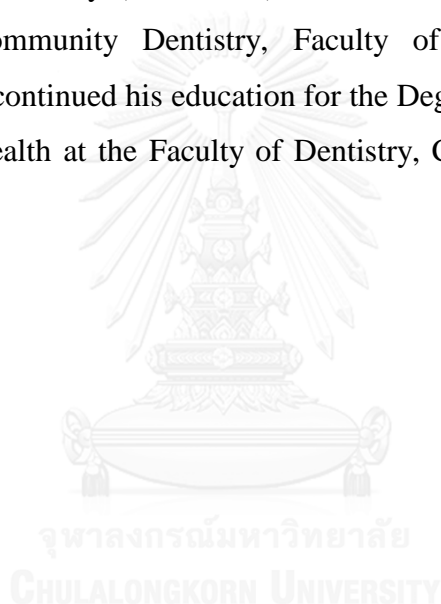 ommunity Dentistry, Faculty of
continued his education for the Deg
ealth at the Faculty of Dentistry, C
จุฬาลงกรณ์มหาวิทยาลัย
CHULALONGKORN UNIVERSITY